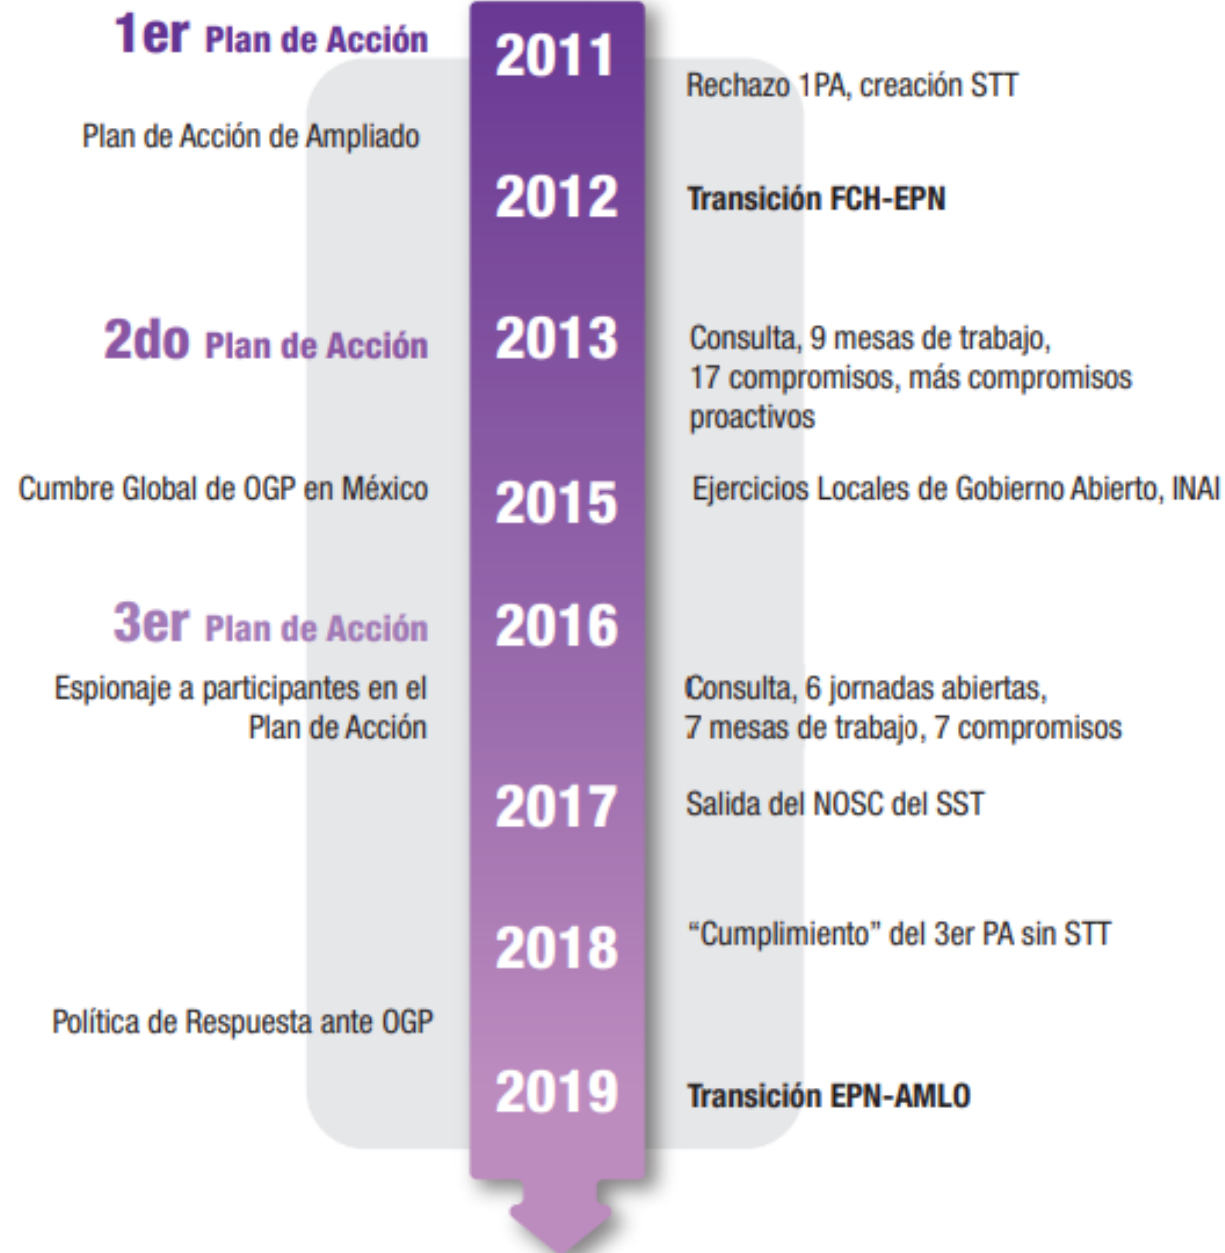 1er Plan de Acción
2011
Rechazo 1PA, creación STT
Plan de Acción de Ampliado
2012
Transición FCH-EPN
2do Plan de Acción
2013
Consulta, 9 mesas de trabajo,
17 compromisos, más compromisos
proactivos
Cumbre Global de OGP en México
2015
Ejercicios Locales de Gobierno Abierto, INAI
3er Plan de Acción
2016
Espionaje a participantes en el
Plan de Acción
Consulta, 6 jornadas abiertas,
7 mesas de trabajo, 7 compromisos
2017
Salida del NOSC del SST
2018
“Cumplimiento” del 3er PA sin STT
Política de Respuesta ante OGP
2019
Transición EPN-AMLO